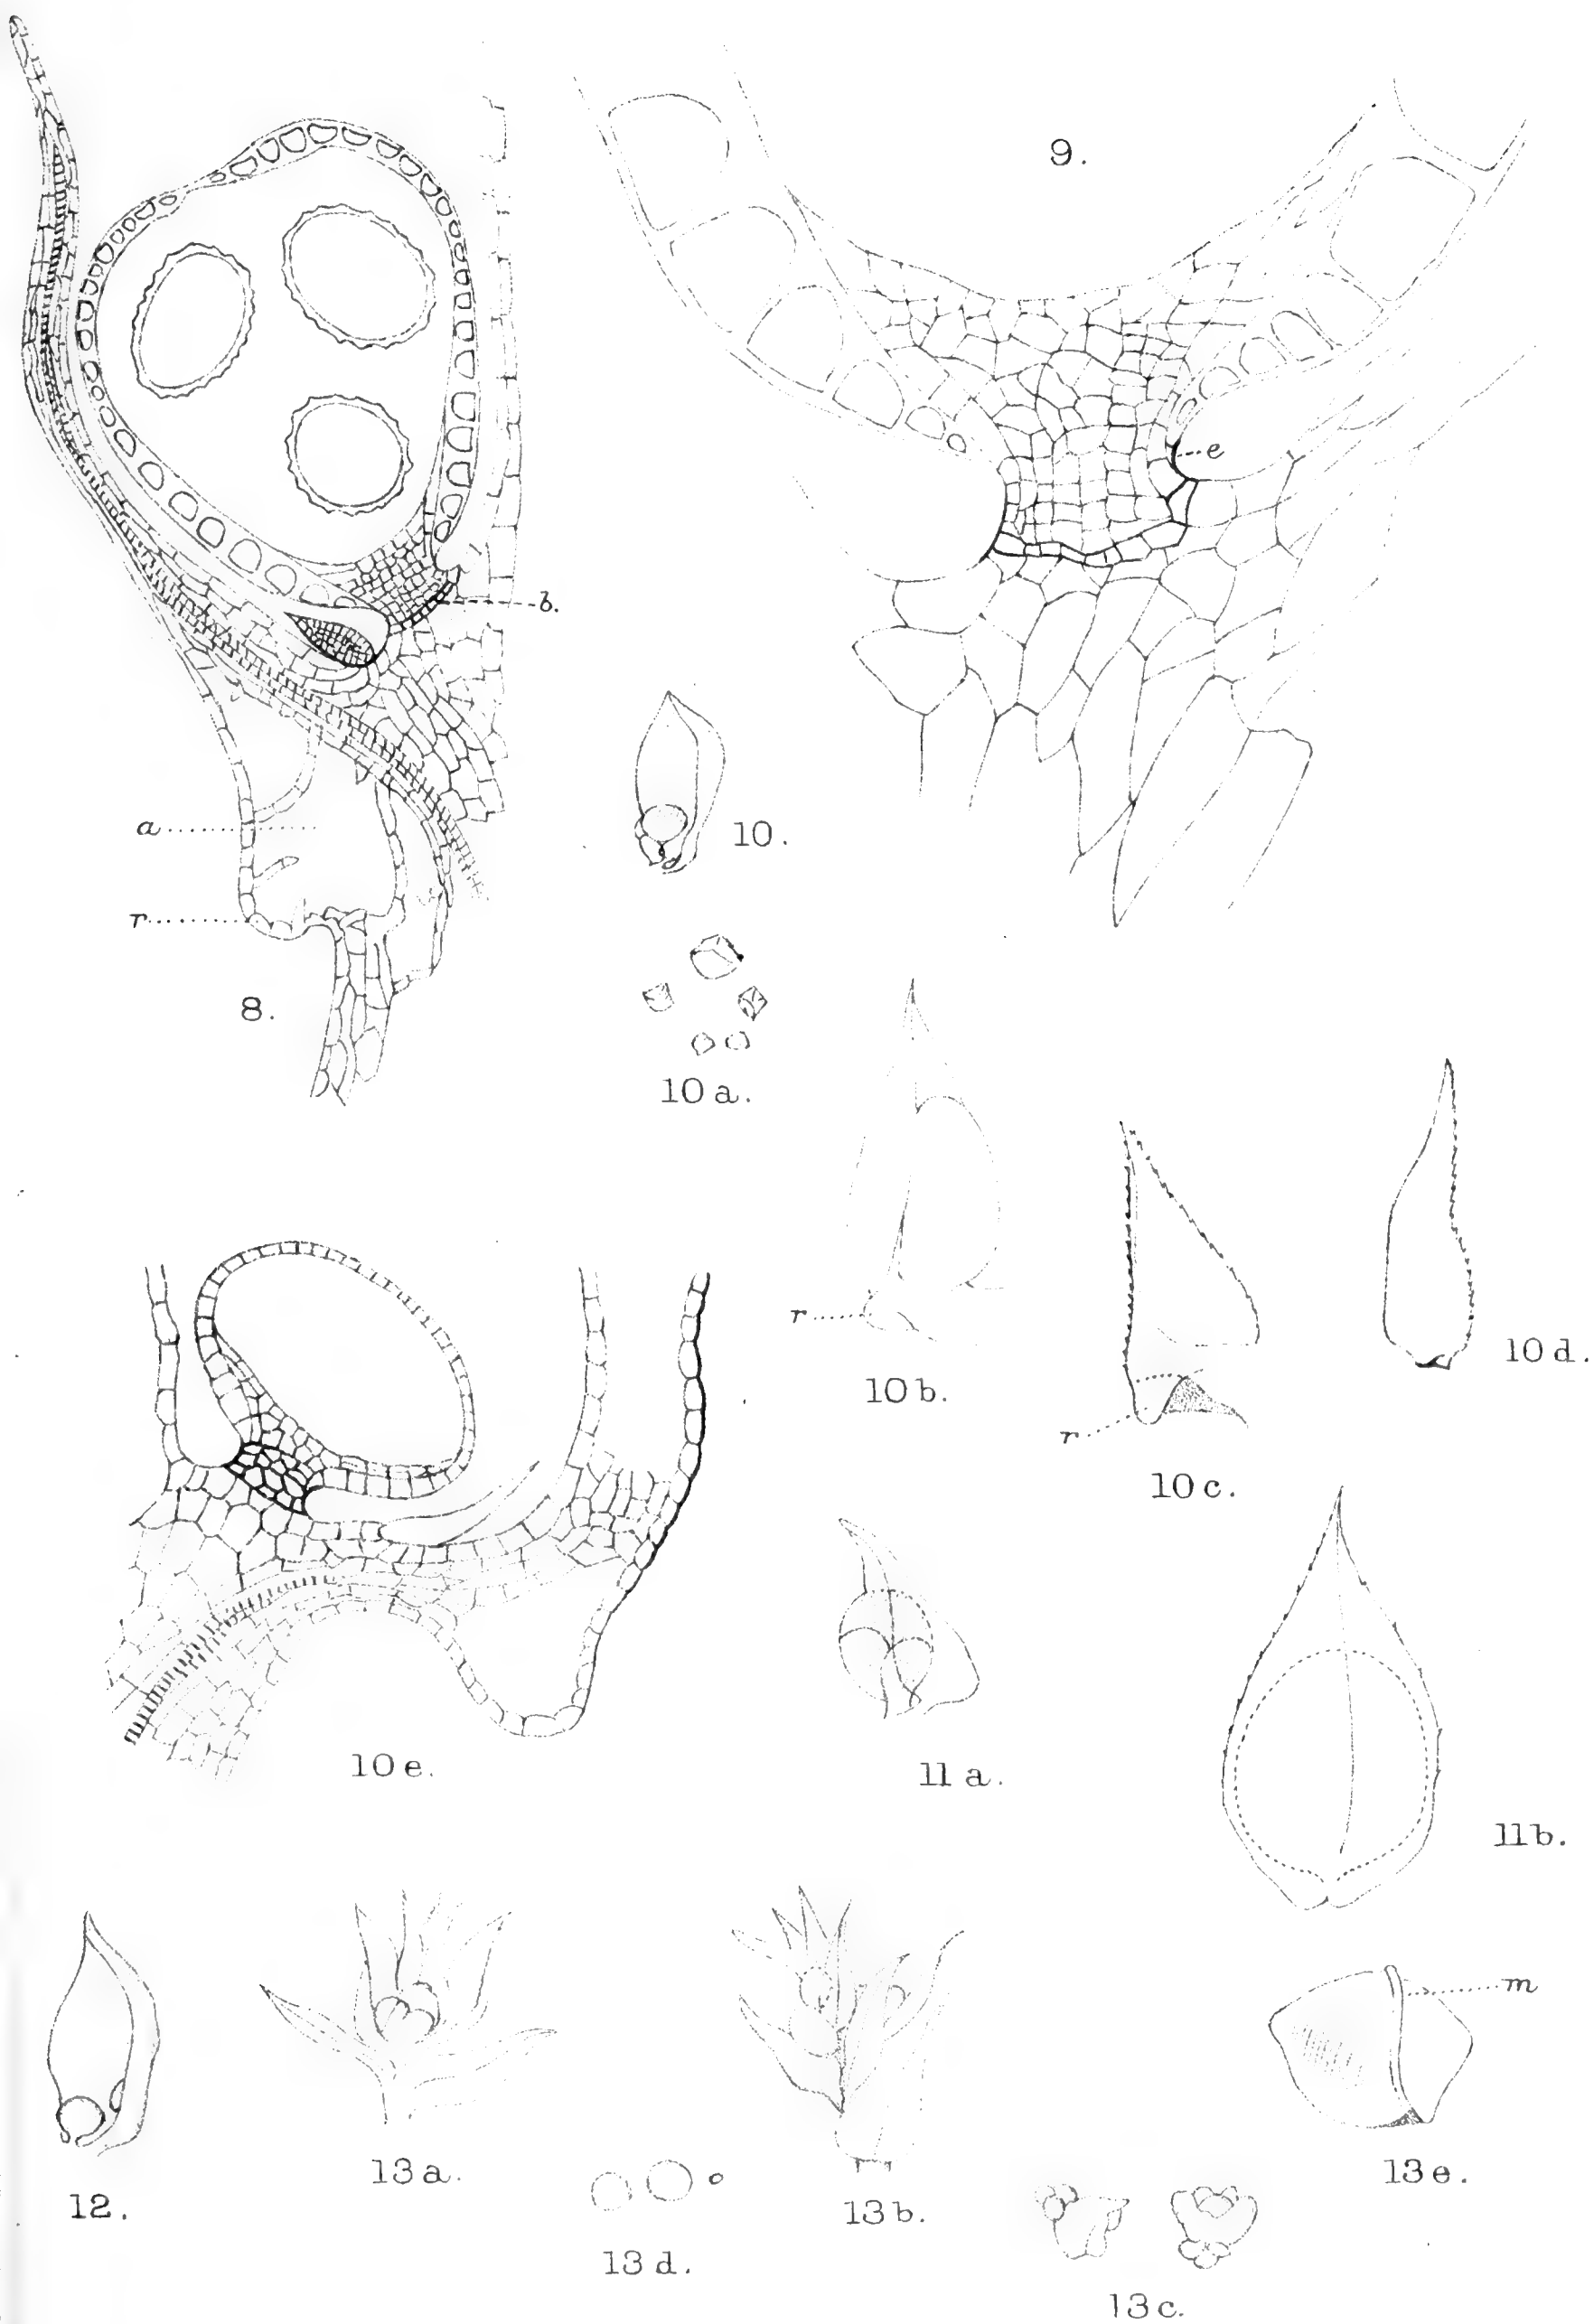 9.
e
b.
a
10.
r
8.
10 a.
r
10 b.
10 d.
r
10 c.
10 e.
11 a.
11 b.
m
13 a.
13 e.
12.
13 b.
13 d.
13 c.